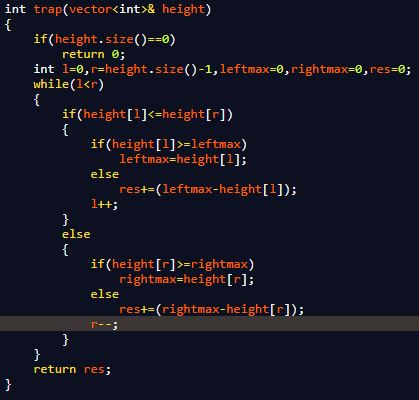 int trap(vector<int>& height)
{
    if(height.size()==0)
        return 0;
    int l=0,r=height.size()-1,leftmax=0,rightmax=0,res=0;
    while(l<r)
    {
        if(height[l]<=height[r])
        {
            if(height[l]>=leftmax)
                leftmax=height[l];
            else
                res+=(leftmax-height[l]);
            l++;
        }
        else
        {
            if(height[r]>=rightmax)
                rightmax=height[r];
            else
                res+=(rightmax-height[r]);
            r--;
        }
    }
    return res;
}